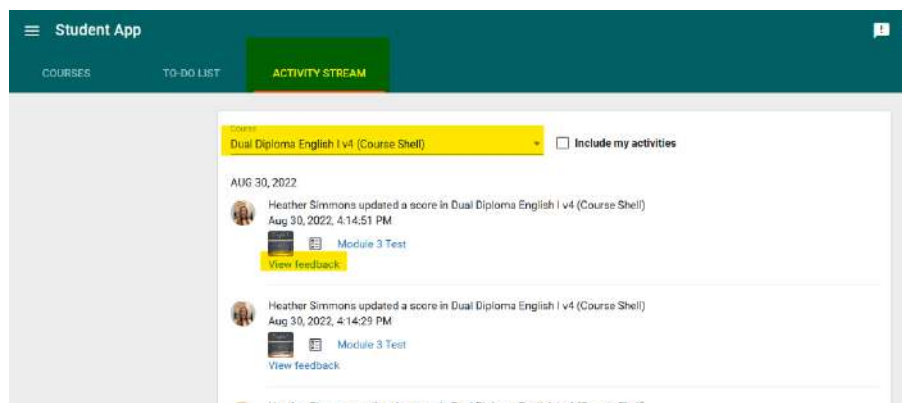 Student App
COURSES TO-DO LIST ACTIVITY STREAM
Course
Dual Diploma English I v4 (Course Shell) Include my activities
AUG 30, 2022
Heather Simmons updated a score in Dual Diploma English I v4 (Course Shell)
Aug 30, 2022, 4:14:51 PM
Module 3 Test
View feedback
Heather Simmons updated a score in Dual Diploma English I v4 (Course Shell)
Aug 30, 2022, 4:14:29 PM
Module 3 Test
View feedback